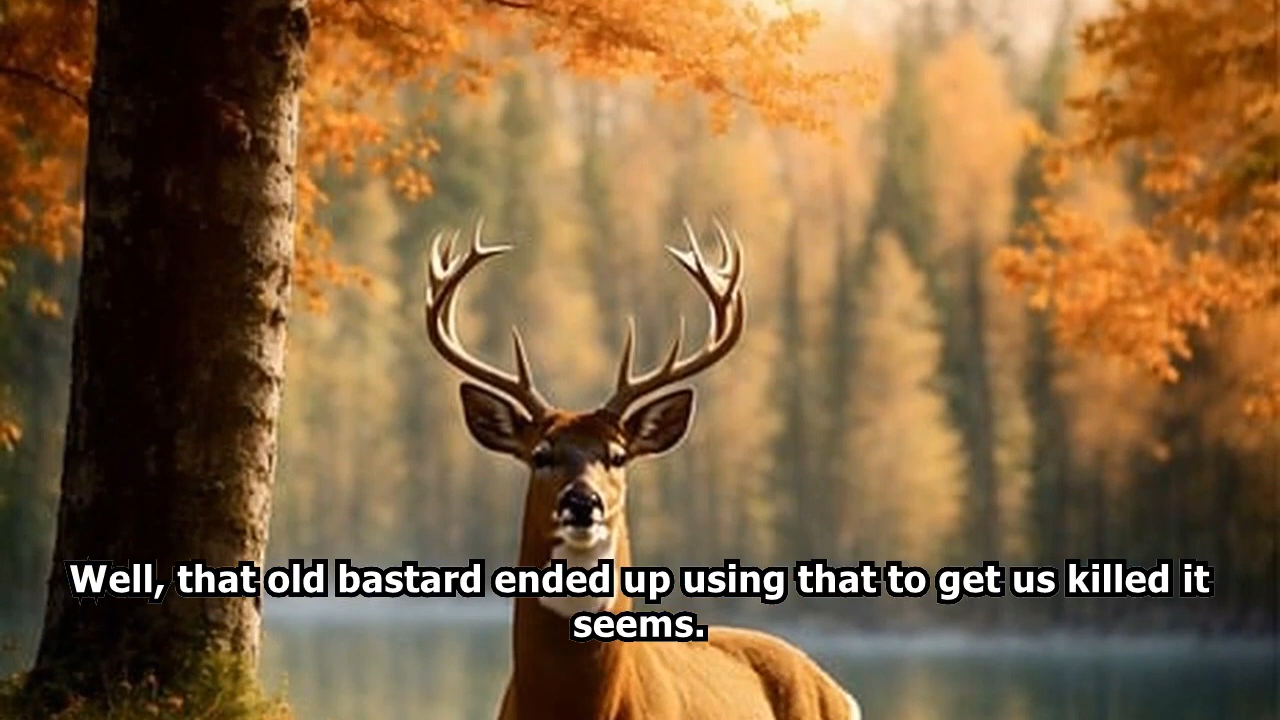 Well, that old bastard ended up using that to get us killed it
seems.